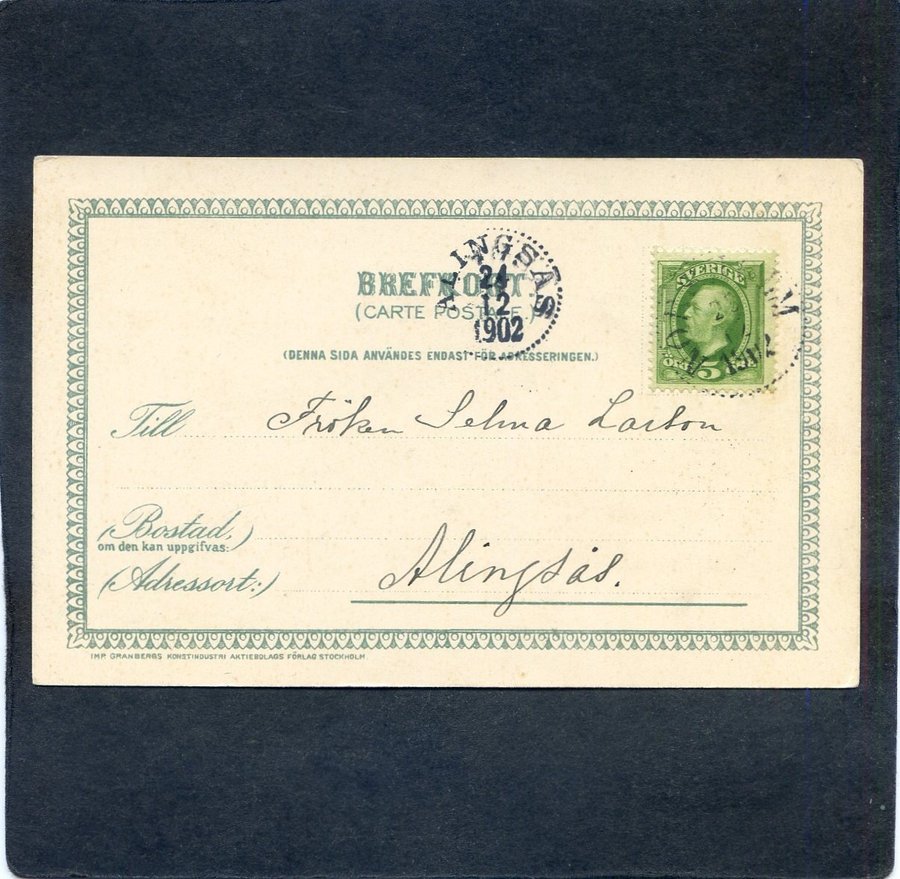 BREFKORT
(CARTE POSTALE.)
(DENNA SIDA ANVÄNDES ENDAST FÖR ADRESSERINGEN.)
ALINGSÅS
24
12
1902
SVERIGE
5
1902
Till Fröken Selma Larson
(Bostad,
om den kan uppgifvas:)
(Adressort:) Alingsås.
IMP. GRANBERGS KONSTINDUSTRI AKTIEBOLAGS FÖRLAG STOCKHOLM